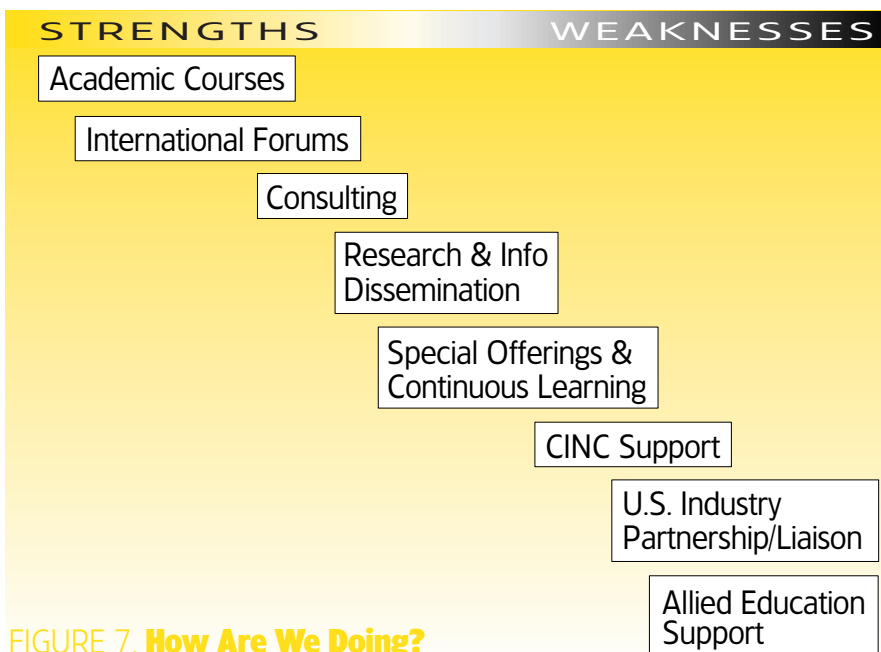 STRENGTHS WEAKNESSES
Academic Courses
International Forums
Consulting
Research & Info
Dissemination
Special Offerings &
Continuous Learning
CINC Support
U.S. Industry
Partnership/Liaison
Allied Education
Support
FIGURE 7. How Are We Doing?